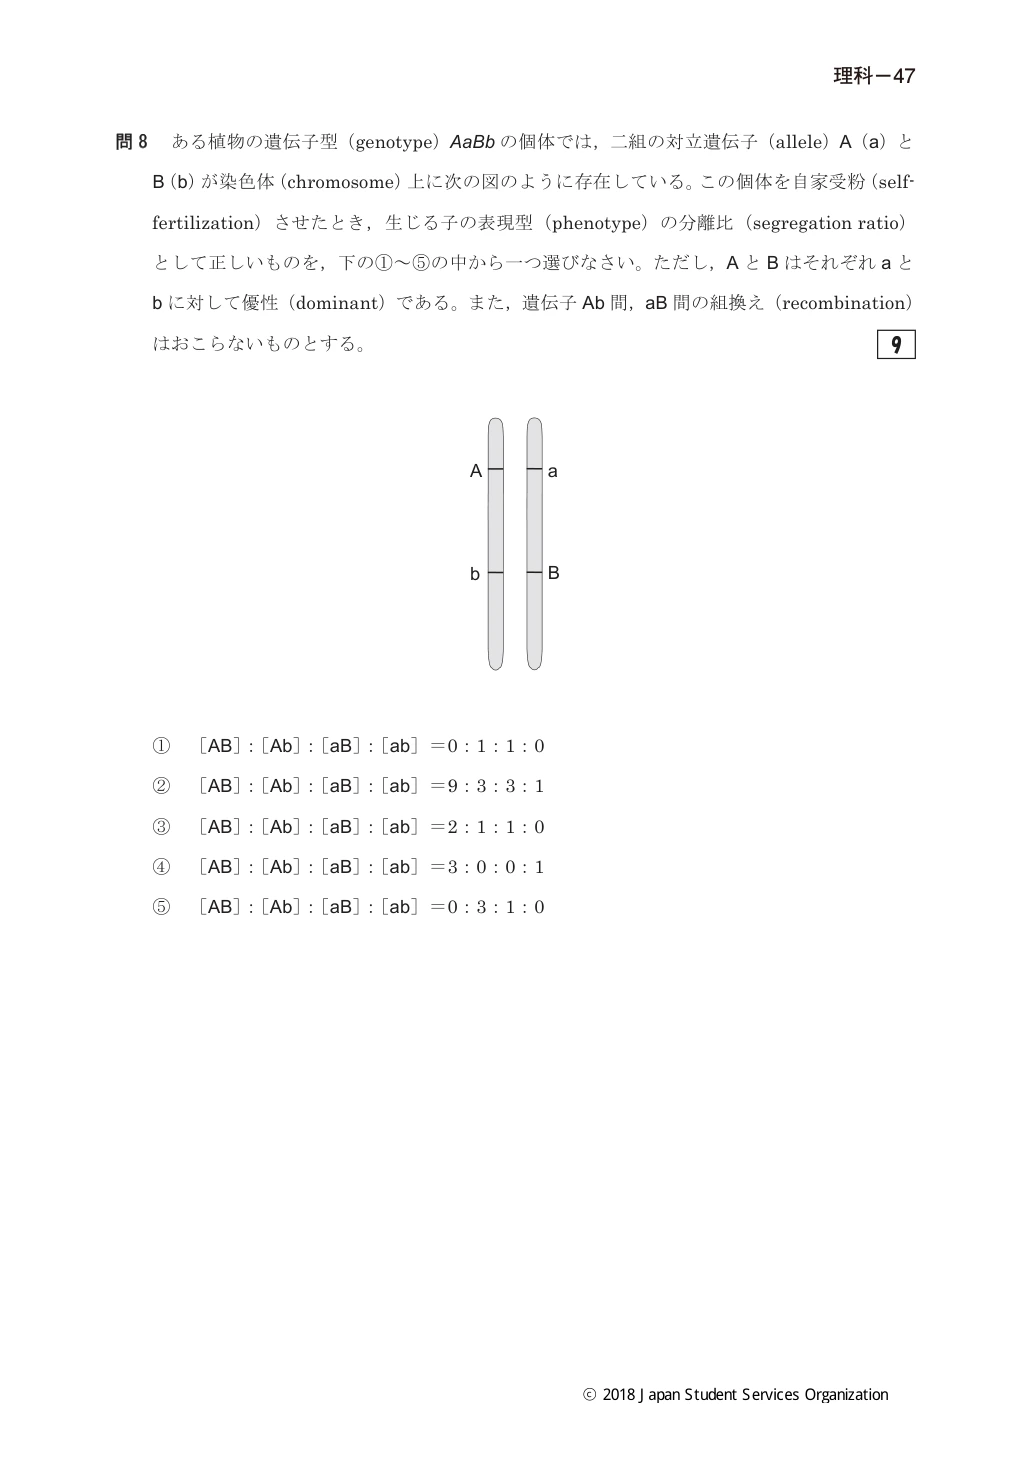 理科－47
問8　ある植物の遺伝子型（genotype）AaBb の個体では，二組の対立遺伝子（allele）A（a）と
B（b）が染色体（chromosome）上に次の図のように存在している。この個体を自家受粉（self-
fertilization）させたとき，生じる子の表現型（phenotype）の分離比（segregation ratio）
として正しいものを，下の①～⑤の中から一つ選びなさい。ただし，A と B はそれぞれ a と
b に対して優性（dominant）である。また，遺伝子 Ab 間，aB 間の組換え（recombination）
はおこらないものとする。
9
A a
b B
①　［AB］：［Ab］：［aB］：［ab］＝0：1：1：0
②　［AB］：［Ab］：［aB］：［ab］＝9：3：3：1
③　［AB］：［Ab］：［aB］：［ab］＝2：1：1：0
④　［AB］：［Ab］：［aB］：［ab］＝3：0：0：1
⑤　［AB］：［Ab］：［aB］：［ab］＝0：3：1：0
© 2018 Japan Student Services Organization